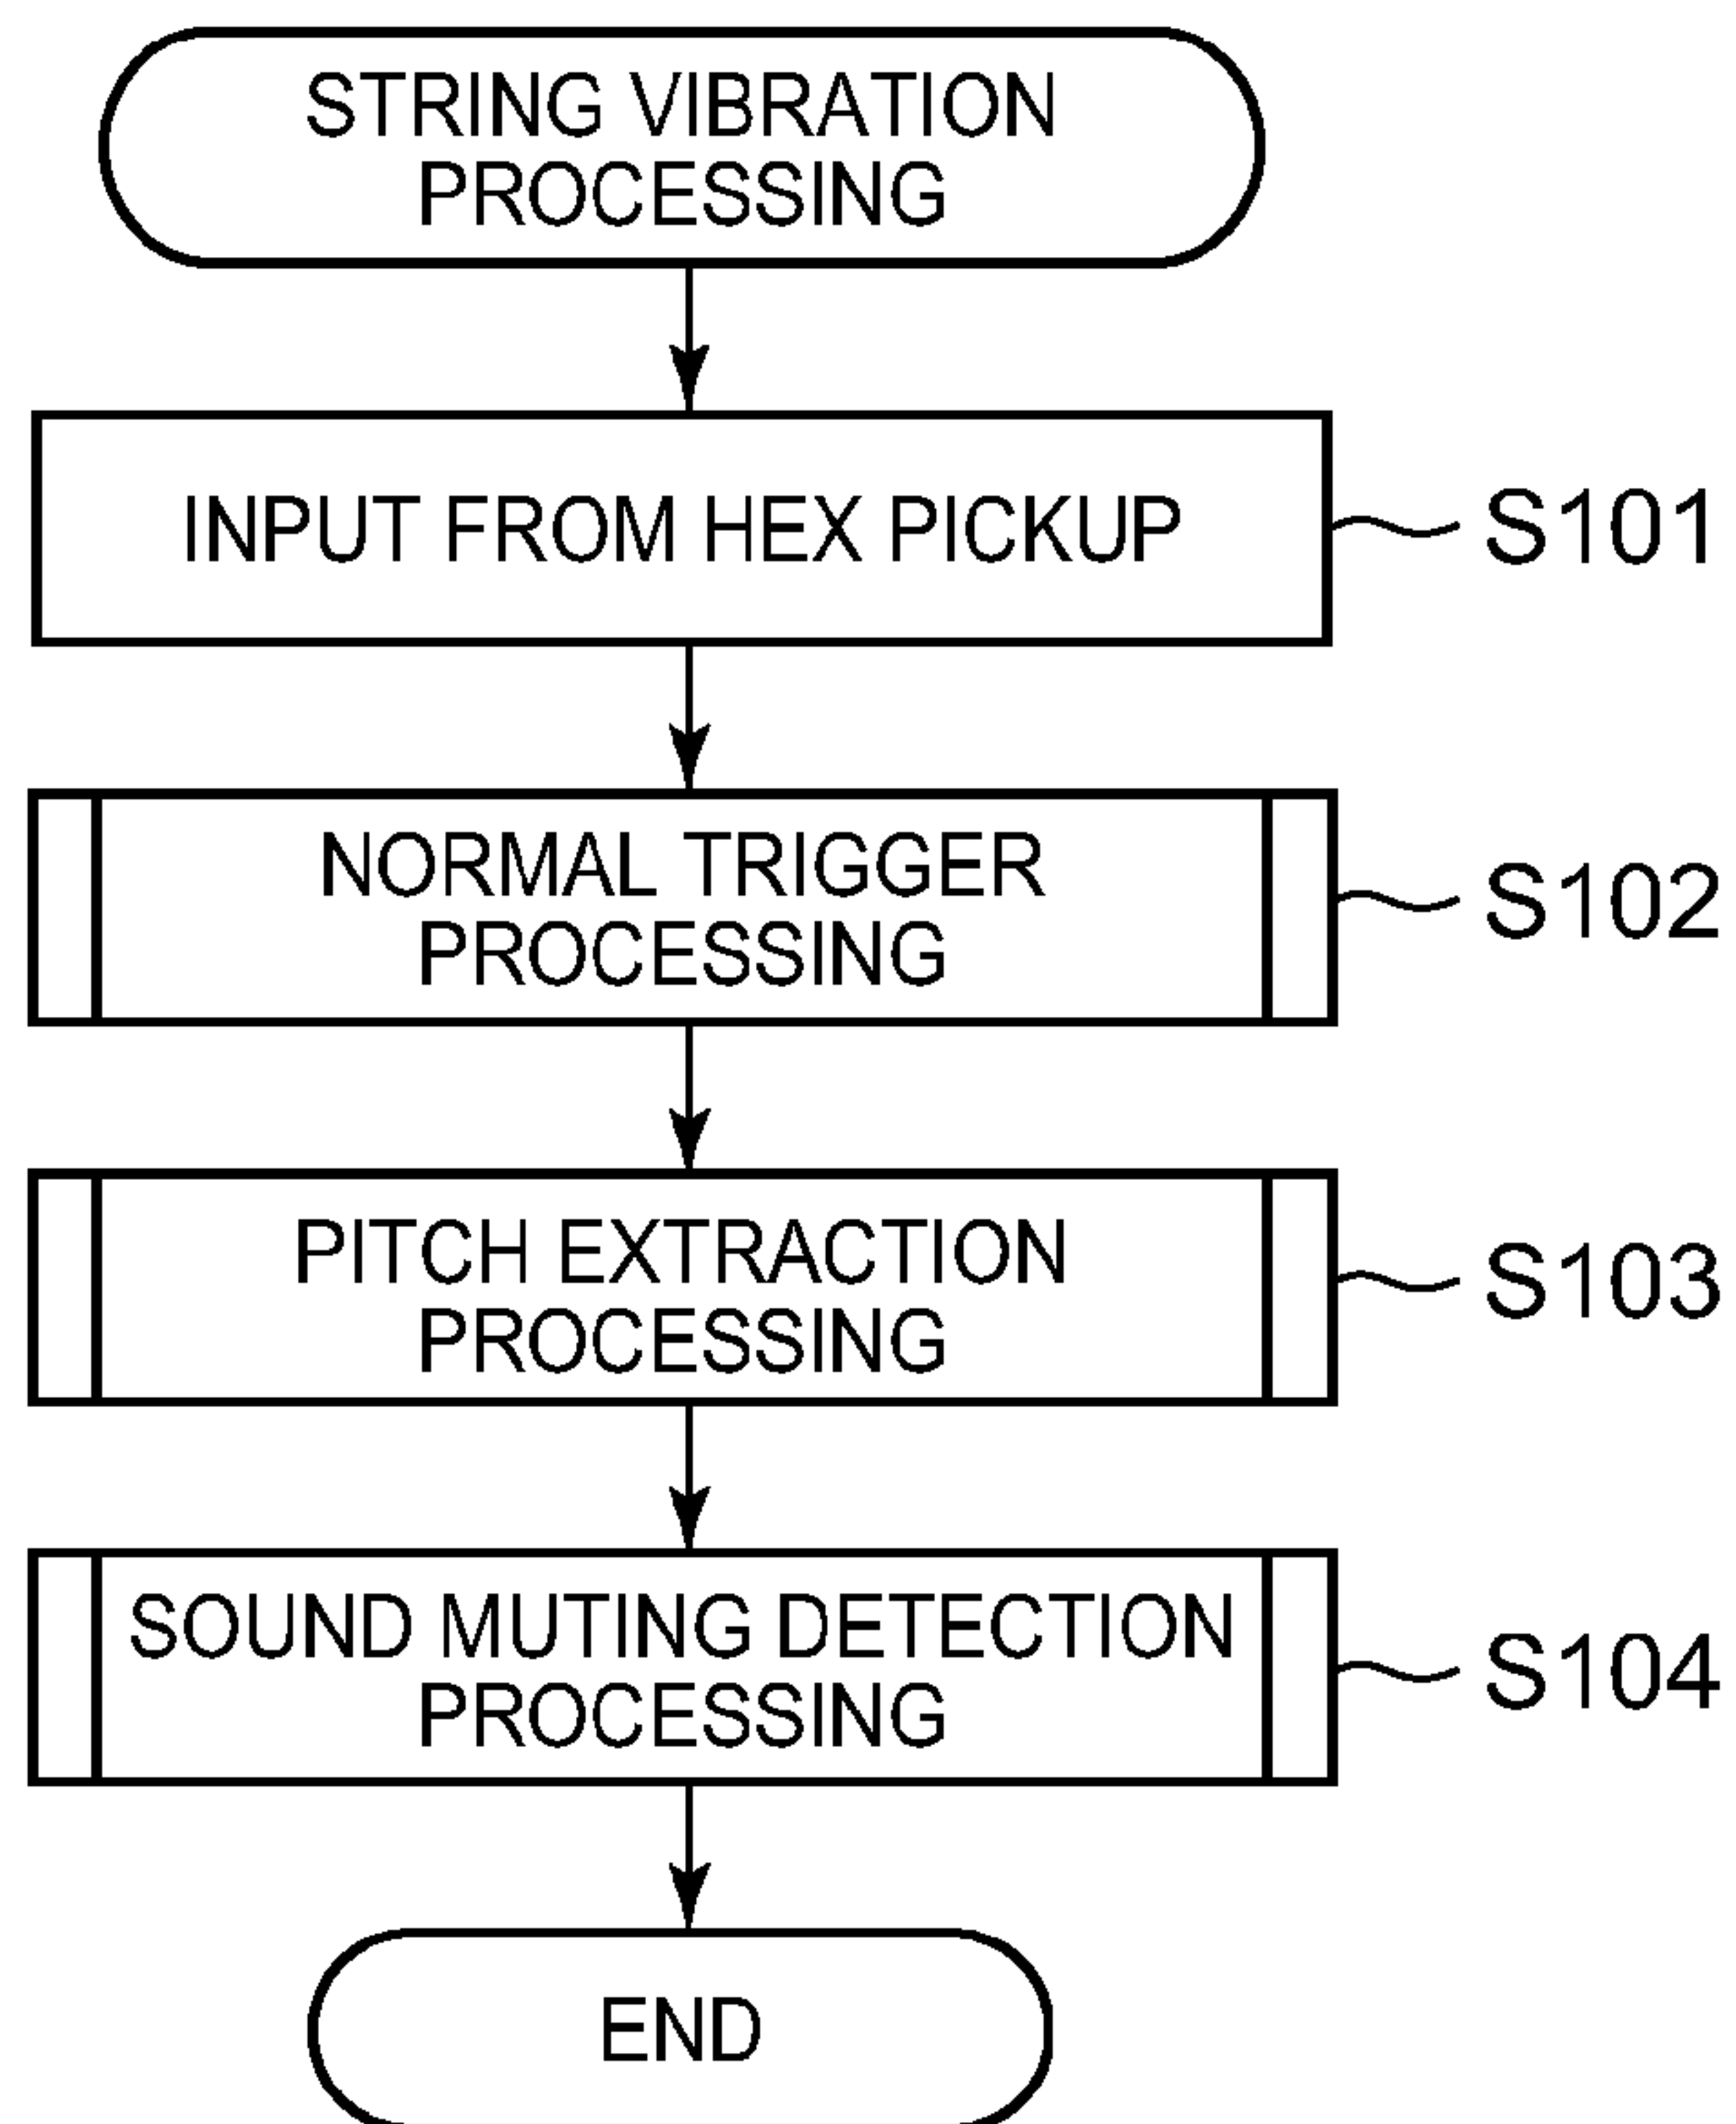 STRING VIBRATION
PROCESSING
INPUT FROM HEX PICKUP
S101
NORMAL TRIGGER
PROCESSING
S102
PITCH EXTRACTION
PROCESSING
S103
SOUND MUTING DETECTION
PROCESSING
S104
END